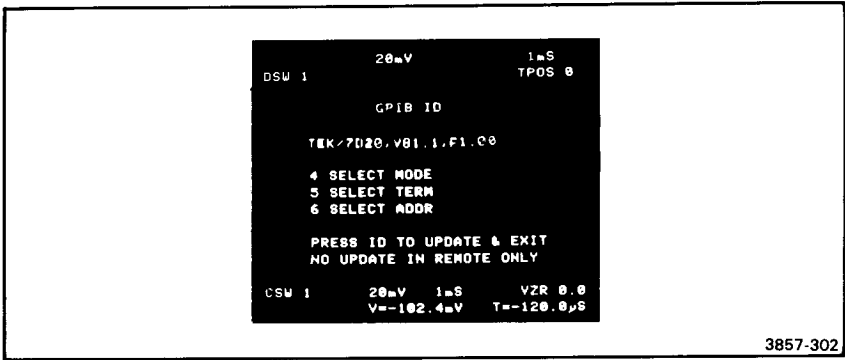 20mV 1mS
DSW 1 TPOS 0
GPIB ID
TEK/7D20,V81.1,F1.00
4 SELECT MODE
5 SELECT TERM
6 SELECT ADDR
PRESS ID TO UPDATE & EXIT
NO UPDATE IN REMOTE ONLY
CSW 1 20mV 1mS VZR 0.0
V=-102.4mV T=-120.0µS
3857-302